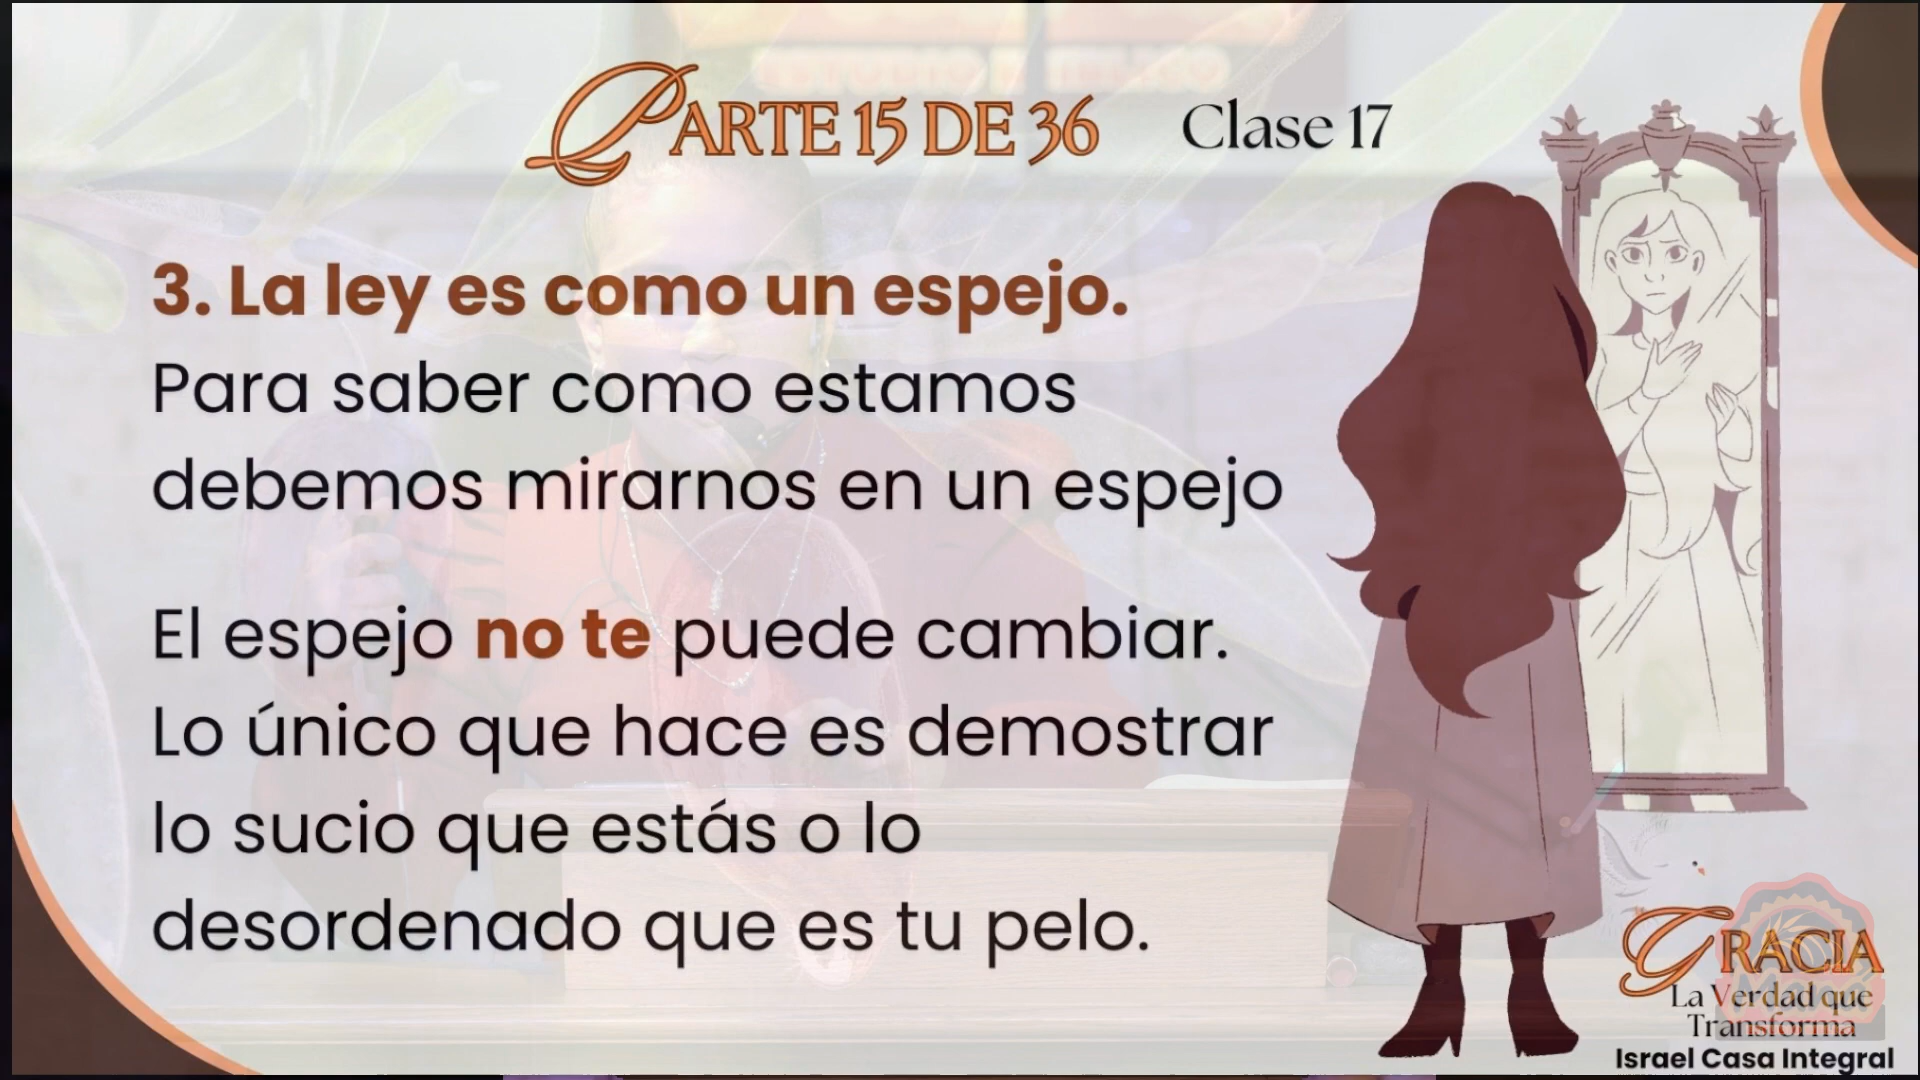 ESTUDIO BÍBLICO
PARTE 15 DE 36 Clase 17
3. La ley es como un espejo.
Para saber como estamos
debemos mirarnos en un espejo
El espejo no te puede cambiar.
Lo único que hace es demostrar
lo sucio que estás o lo
desordenado que es tu pelo.
GRACIA
La Verdad que
Transforma
Israel Casa Integral